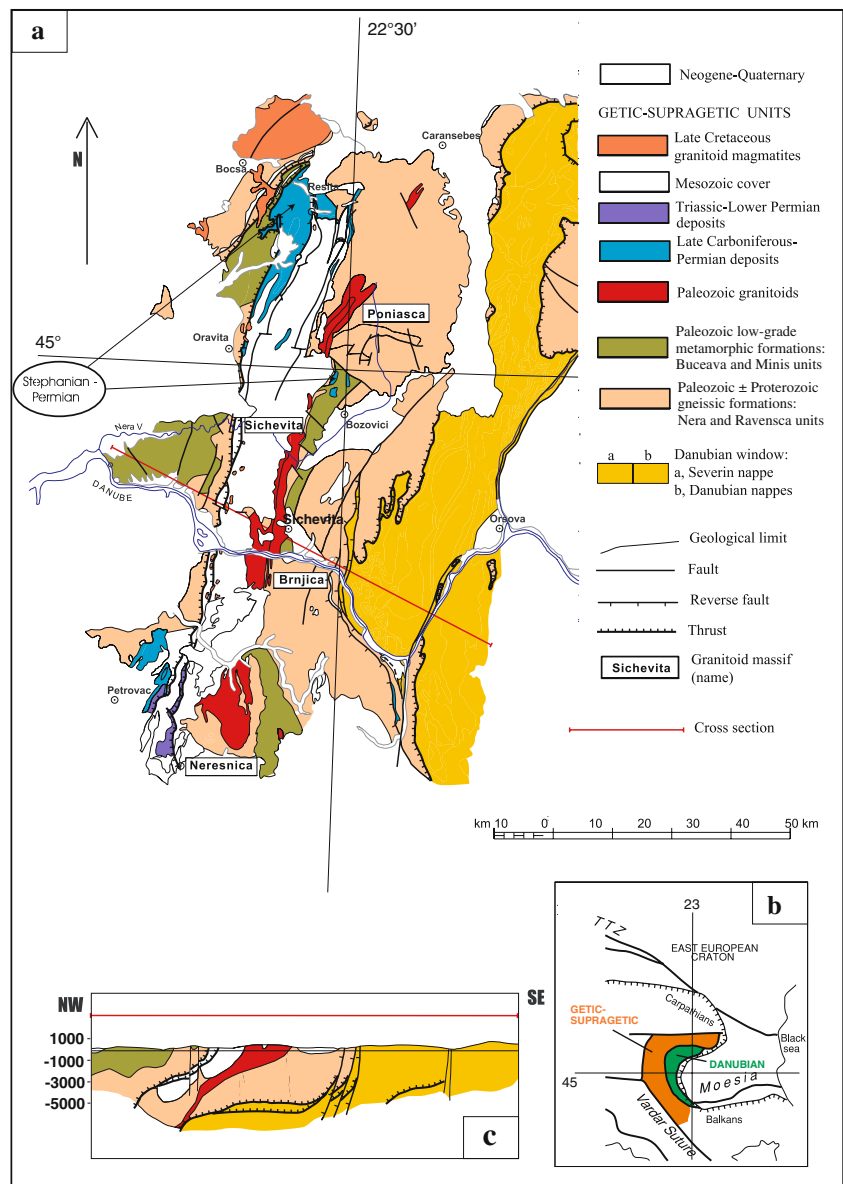 a
22°30'
N
Caransebes
Bocsa
Resita
Poniasca
45°
Oravita
Stephanian -
Permian
Nera V
Sichevita
Bozovici
DANUBE
Sichevita
Orsova
Brnjica
Petrovac
Neresnica
Neogene-Quaternary
GETIC-SUPRAGETIC UNITS
Late Cretaceous
granitoid magmatites
Mesozoic cover
Triassic-Lower Permian
deposits
Late Carboniferous-
Permian deposits
Paleozoic granitoids
Paleozoic low-grade
metamorphic formations:
Buceava and Minis units
Paleozoic ± Proterozoic
gneissic formations:
Nera and Ravensca units
a b
Danubian window:
a, Severin nappe
b, Danubian nappes
Geological limit
Fault
Reverse fault
Thrust
Sichevita
Granitoid massif
(name)
Cross section
km 10 0 10 20 30 40 50 km
b
23
TTZ
EAST EUROPEAN
CRATON
Carpathians
GETIC-
SUPRAGETIC
Black
sea
DANUBIAN
45
Moesia
Balkans
Vardar Suture
NW
SE
1000
-1000
-3000
-5000
c